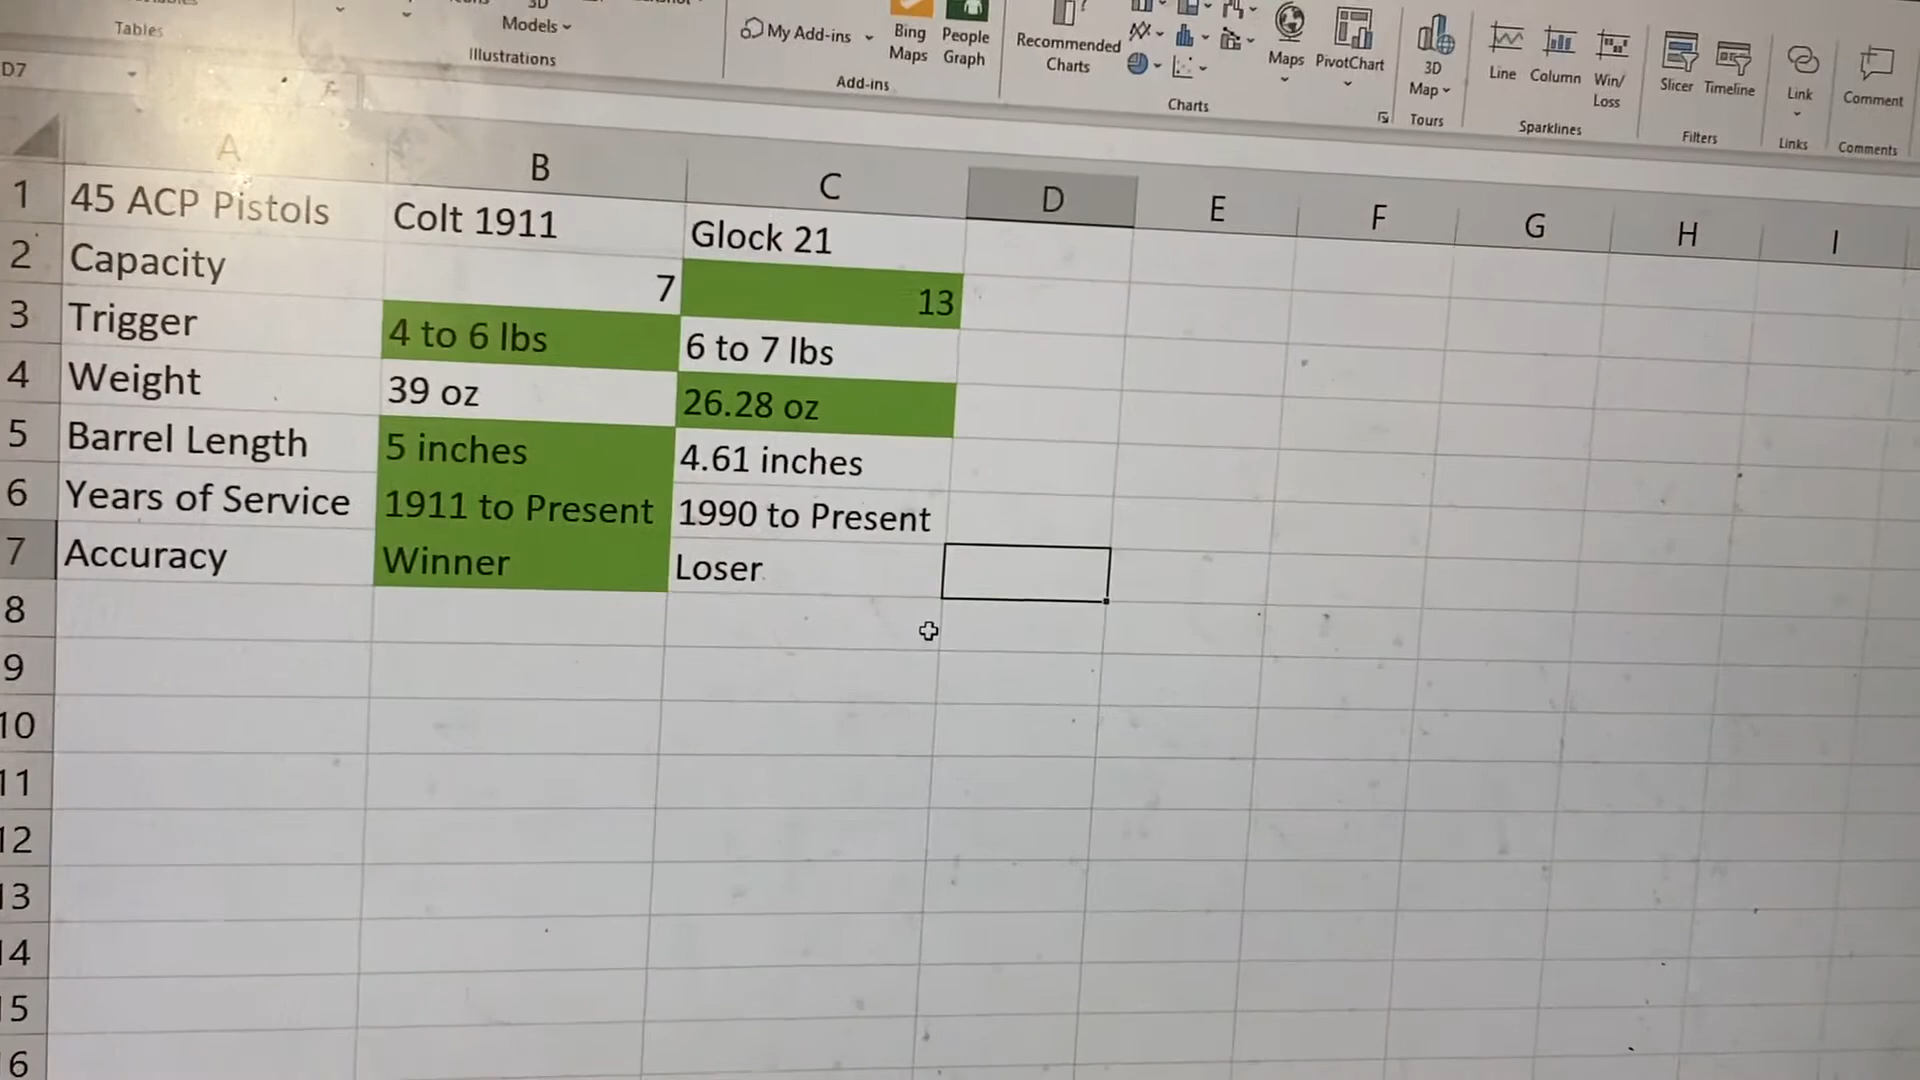 Tables
3D
Models
Illustrations
My Add-ins
Bing
Maps
People
Graph
Add-ins
Recommended
Charts
Maps
PivotChart
Charts
3D
Map
Tours
Line
Column
Win/
Loss
Sparklines
Slicer
Timeline
Filters
Link
Links
Comment
Comments
D7
A B C D E F G H I
1 45 ACP Pistols Colt 1911 Glock 21
2 Capacity 7 13
3 Trigger 4 to 6 lbs 6 to 7 lbs
4 Weight 39 oz 26.28 oz
5 Barrel Length 5 inches 4.61 inches
6 Years of Service 1911 to Present 1990 to Present
7 Accuracy Winner Loser
8
9
10
11
12
13
14
15